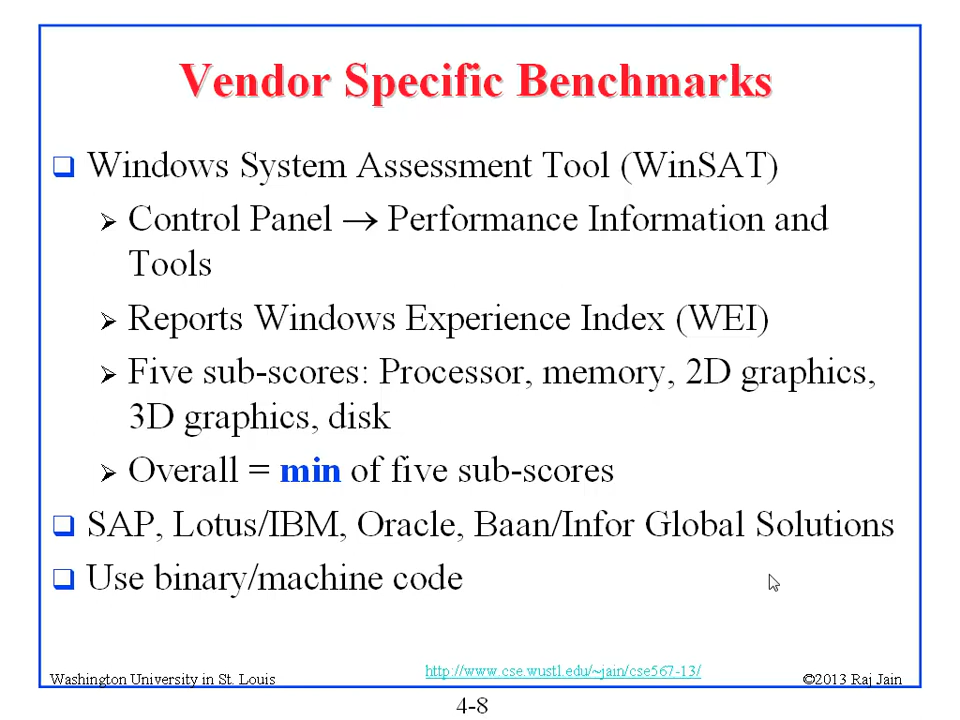 Vendor Specific Benchmarks
Windows System Assessment Tool (WinSAT)
Control Panel → Performance Information and
Tools
Reports Windows Experience Index (WEI)
Five sub-scores: Processor, memory, 2D graphics,
3D graphics, disk
Overall = min of five sub-scores
SAP, Lotus/IBM, Oracle, Baan/Infor Global Solutions
Use binary/machine code
Washington University in St. Louis
http://www.cse.wustl.edu/~jain/cse567-13/
©2013 Raj Jain
4-8